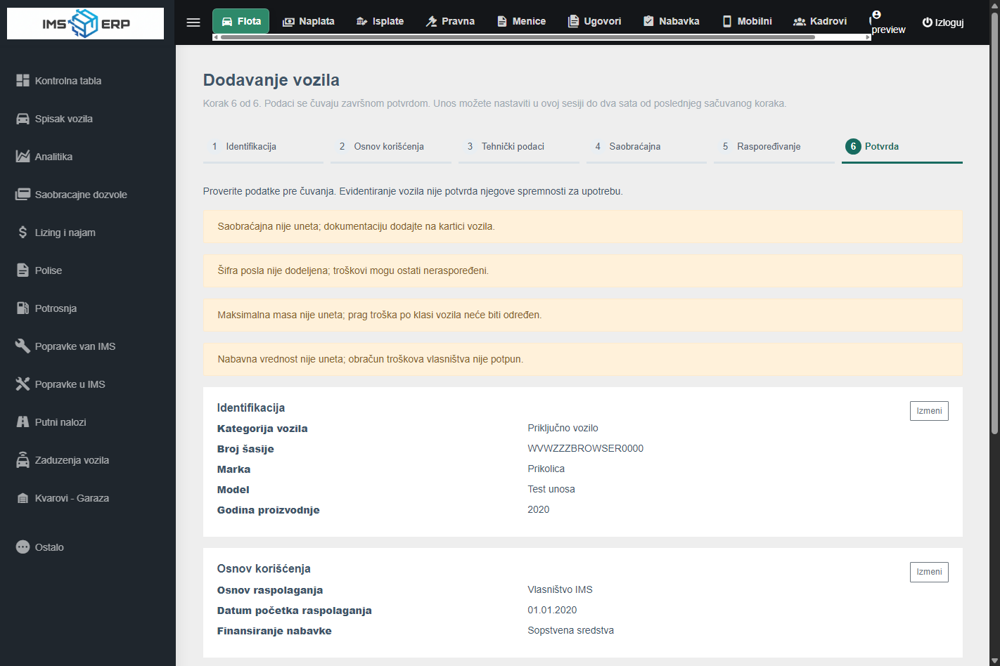 IMS ERP
Flota
Naplata
Isplate
Pravna
Menice
Ugovori
Nabavka
Mobilni
Kadrovi
preview
Izloguj
Kontrolna tabla
Spisak vozila
Analitika
Saobracajne dozvole
Lizing i najam
Polise
Potrosnja
Popravke van IMS
Popravke u IMS
Putni nalozi
Zaduzenja vozila
Kvarovi - Garaza
Ostalo
Dodavanje vozila
Korak 6 od 6. Podaci se čuvaju završnom potvrdom. Unos možete nastaviti u ovoj sesiji do dva sata od poslednjeg sačuvanog koraka.
1 Identifikacija
2 Osnov korišćenja
3 Tehnički podaci
4 Saobraćajna
5 Raspoređivanje
6 Potvrda
Proverite podatke pre čuvanja. Evidentiranje vozila nije potvrda njegove spremnosti za upotrebu.
Saobraćajna nije uneta; dokumentaciju dodajte na kartici vozila.
Šifra posla nije dodeljena; troškovi mogu ostati neraspoređeni.
Maksimalna masa nije uneta; prag troška po klasi vozila neće biti određen.
Nabavna vrednost nije uneta; obračun troškova vlasništva nije potpun.
Identifikacija
Izmeni
Kategorija vozila Priključno vozilo
Broj šasije WVWZZZBROWSER0000
Marka Prikolica
Model Test unosa
Godina proizvodnje 2020
Osnov korišćenja
Izmeni
Osnov raspolaganja Vlasništvo IMS
Datum početka raspolaganja 01.01.2020
Finansiranje nabavke Sopstvena sredstva